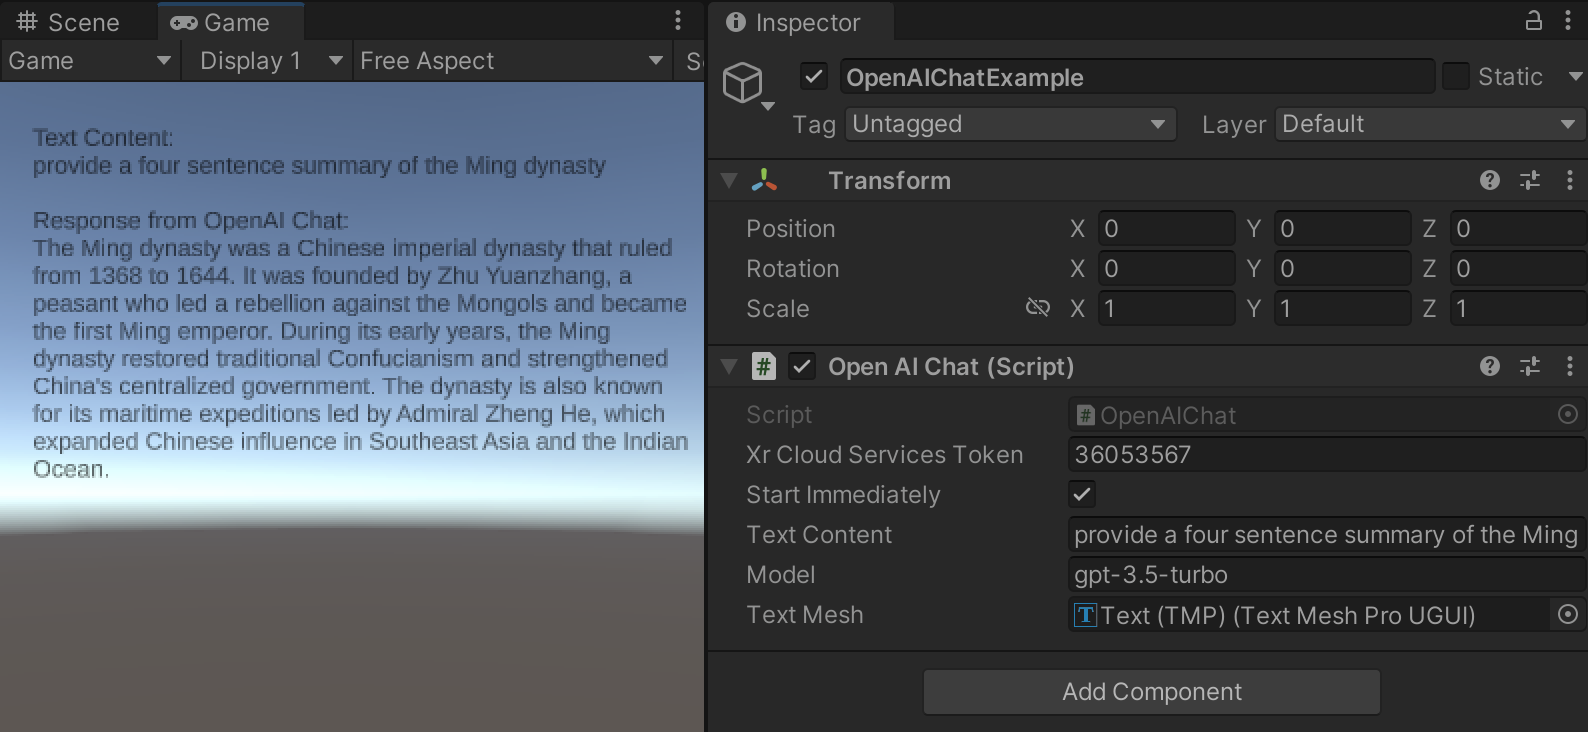 Scene
Game
Game
Display 1
Free Aspect
Text Content:
provide a four sentence summary of the Ming dynasty
Response from OpenAI Chat:
The Ming dynasty was a Chinese imperial dynasty that ruled
from 1368 to 1644. It was founded by Zhu Yuanzhang, a
peasant who led a rebellion against the Mongols and became
the first Ming emperor. During its early years, the Ming
dynasty restored traditional Confucianism and strengthened
China's centralized government. The dynasty is also known
for its maritime expeditions led by Admiral Zheng He, which
expanded Chinese influence in Southeast Asia and the Indian
Ocean.
Inspector
OpenAIChatExample
Static
Tag Untagged Layer Default
Transform
Position X 0 Y 0 Z 0
Rotation X 0 Y 0 Z 0
Scale X 1 Y 1 Z 1
# Open AI Chat (Script)
Script # OpenAIChat
Xr Cloud Services Token 36053567
Start Immediately
Text Content provide a four sentence summary of the Ming
Model gpt-3.5-turbo
Text Mesh T Text (TMP) (Text Mesh Pro UGUI)
Add Component